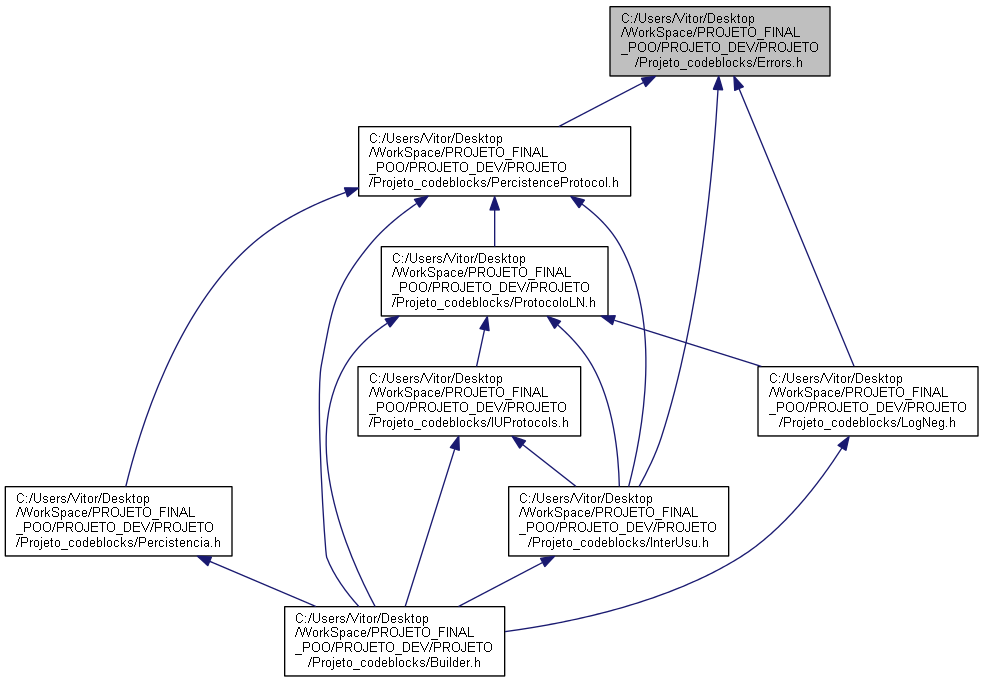 C:/Users/Vitor/Desktop
/WorkSpace/PROJETO_FINAL
_POO/PROJETO_DEV/PROJETO
/Projeto_codeblocks/Errors.h
C:/Users/Vitor/Desktop
/WorkSpace/PROJETO_FINAL
_POO/PROJETO_DEV/PROJETO
/Projeto_codeblocks/PercistenceProtocol.h
C:/Users/Vitor/Desktop
/WorkSpace/PROJETO_FINAL
_POO/PROJETO_DEV/PROJETO
/Projeto_codeblocks/ProtocoloLN.h
C:/Users/Vitor/Desktop
/WorkSpace/PROJETO_FINAL
_POO/PROJETO_DEV/PROJETO
/Projeto_codeblocks/IUProtocols.h
C:/Users/Vitor/Desktop
/WorkSpace/PROJETO_FINAL
_POO/PROJETO_DEV/PROJETO
/Projeto_codeblocks/LogNeg.h
C:/Users/Vitor/Desktop
/WorkSpace/PROJETO_FINAL
_POO/PROJETO_DEV/PROJETO
/Projeto_codeblocks/Percistencia.h
C:/Users/Vitor/Desktop
/WorkSpace/PROJETO_FINAL
_POO/PROJETO_DEV/PROJETO
/Projeto_codeblocks/InterUsu.h
C:/Users/Vitor/Desktop
/WorkSpace/PROJETO_FINAL
_POO/PROJETO_DEV/PROJETO
/Projeto_codeblocks/Builder.h